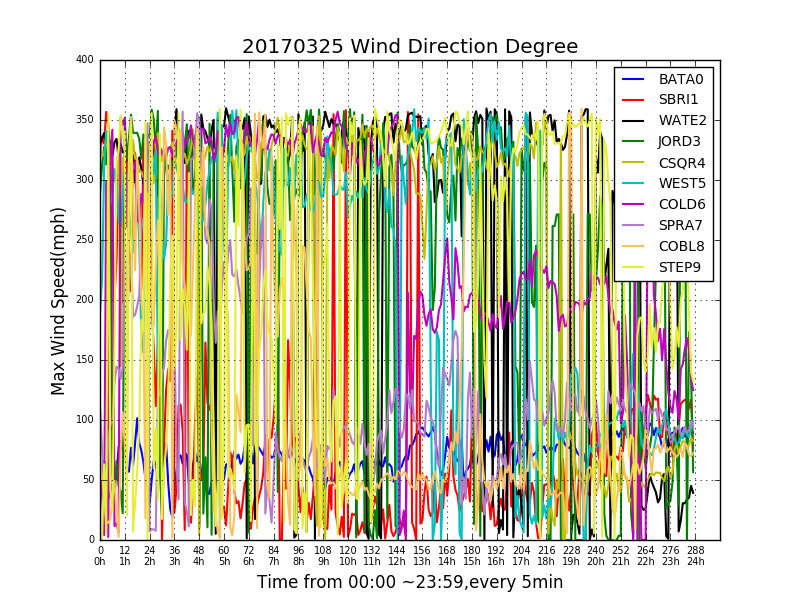 20170325 Wind Direction Degree
400
350
300
250
200
150
100
50
0
Max Wind Speed(mph)
BATA0
SBRI1
WATE2
JORD3
CSQR4
WEST5
COLD6
SPRA7
COBL8
STEP9
0 12 24 36 48 60 72 84 96 108 120 132 144 156 168 180 192 204 216 228 240 252 264 276 288
0h 1h 2h 3h 4h 5h 6h 7h 8h 9h 10h 11h 12h 13h 14h 15h 16h 17h 18h 19h 20h 21h 22h 23h 24h
Time from 00:00 ~23:59,every 5min